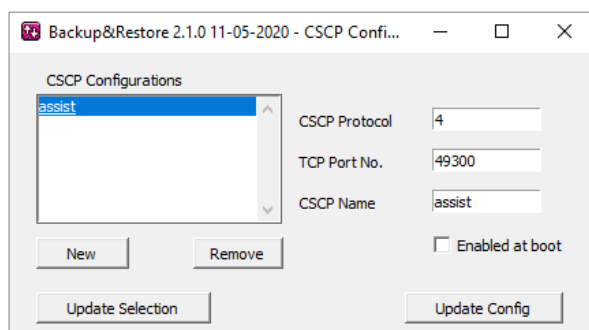 Backup&Restore 2.1.0 11-05-2020 - CSCP Confi...
CSCP Configurations
assist
CSCP Protocol
4
TCP Port No.
49300
CSCP Name
assist
New
Remove
Enabled at boot
Update Selection
Update Config